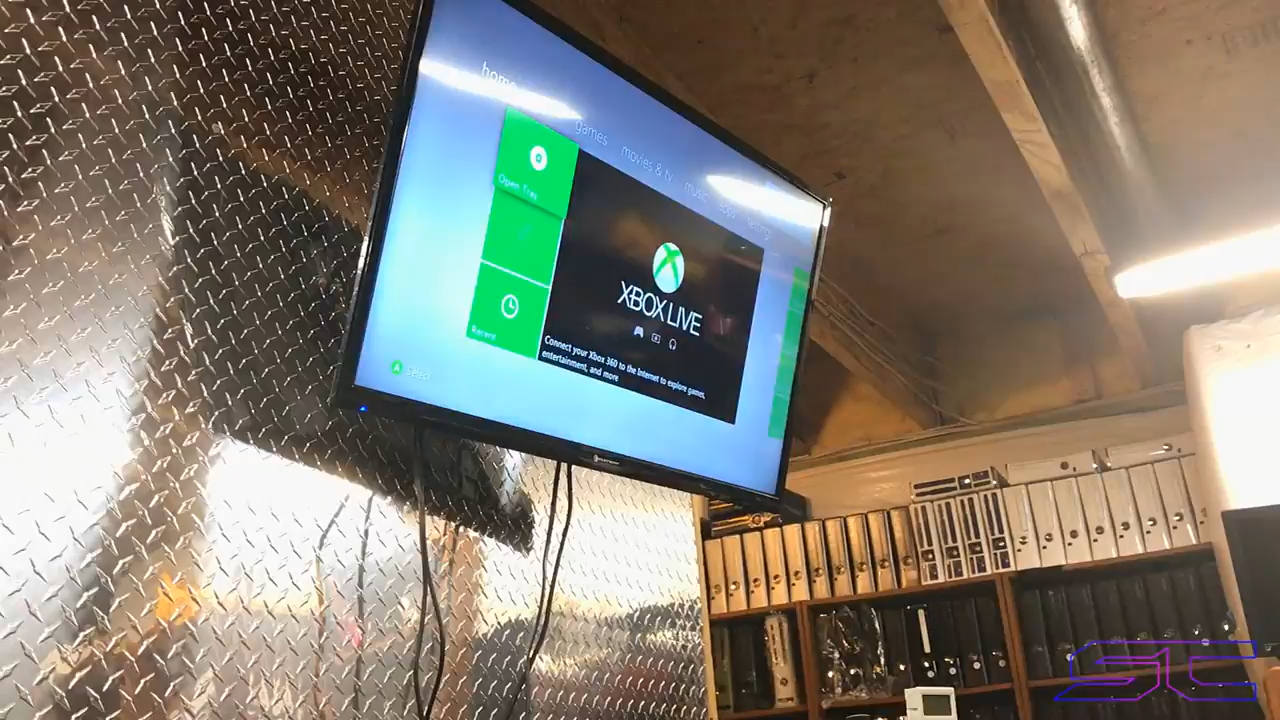 home
games
movies & tv
music
apps
settings
Open Tray
Recent
XBOX LIVE
Connect your Xbox 360 to the Internet to explore games,
entertainment, and more
A Select
SC